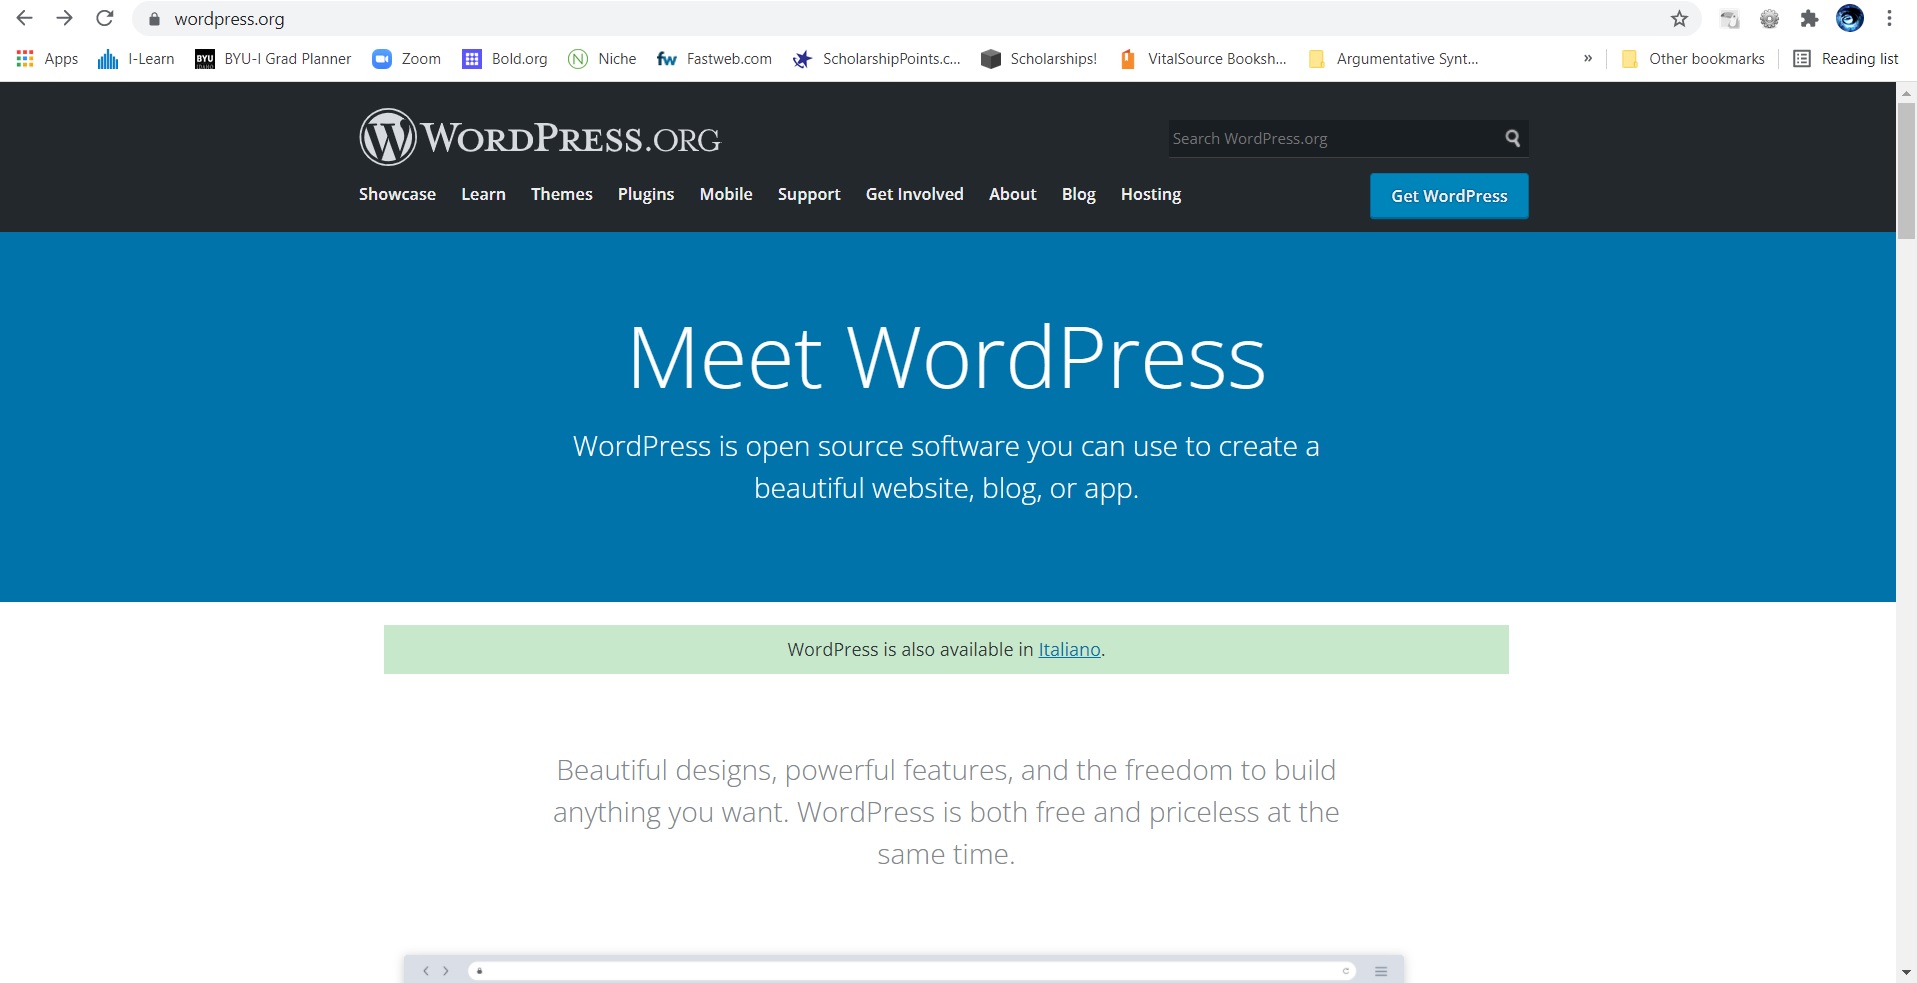 wordpress.org
Apps I-Learn BYU-I Grad Planner Zoom Bold.org Niche Fastweb.com ScholarshipPoints.c... Scholarships! VitalSource Booksh... Argumentative Synt... » Other bookmarks Reading list
WORDPRESS.ORG
Search WordPress.org
Showcase Learn Themes Plugins Mobile Support Get Involved About Blog Hosting
Get WordPress
Meet WordPress
WordPress is open source software you can use to create a
beautiful website, blog, or app.
WordPress is also available in Italiano.
Beautiful designs, powerful features, and the freedom to build
anything you want. WordPress is both free and priceless at the
same time.